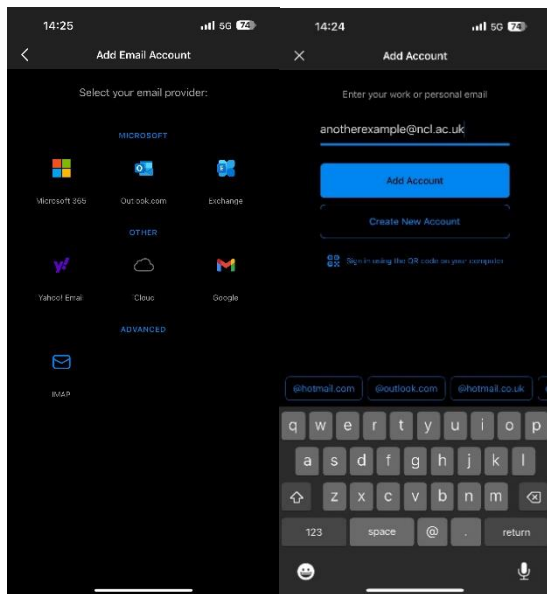 14:25
5G 74
Add Email Account
Select your email provider:
MICROSOFT
Microsoft 365
Outlook.com
Exchange
OTHER
Yahoo! Email
iCloud
Google
ADVANCED
IMAP
14:24
5G 74
Add Account
Enter your work or personal email
anotherexample@ncl.ac.uk
Add Account
Create New Account
Sign in using the QR code on your computer
@hotmail.com
@outlook.com
@hotmail.co.uk
q w e r t y u i o p
a s d f g h j k l
z x c v b n m
123 space @ . return